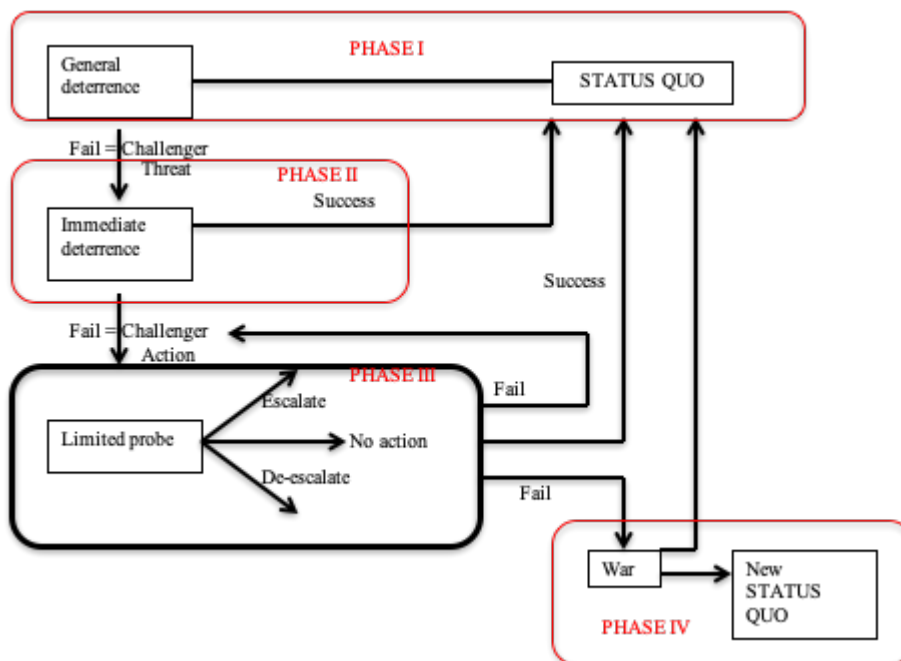 PHASE I
General
deterrence
STATUS QUO
Fail = Challenger
Threat
PHASE II
Success
Immediate
deterrence
Success
Fail = Challenger
Action
PHASE III
Fail
Escalate
Limited probe
No action
De-escalate
Fail
War
New
STATUS
QUO
PHASE IV